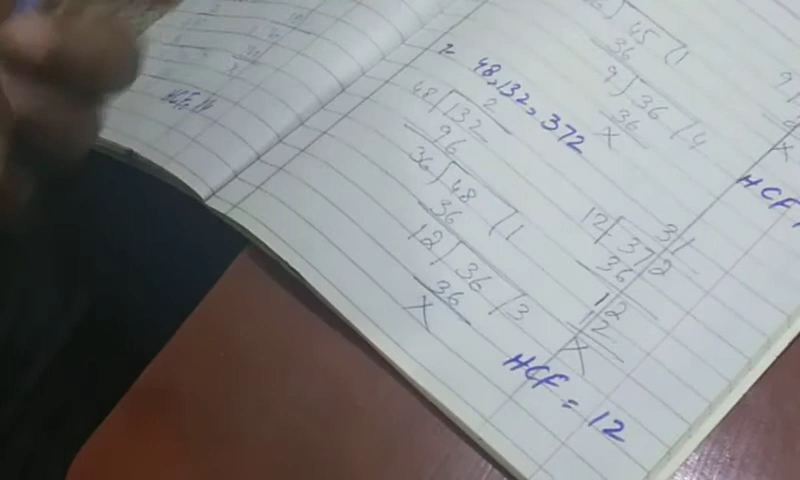 45 (1
36
9) 36 (4
36
X
2 48, 132, 372
2
48) 132
96
36) 48 (1
36
12) 36 (3
36
X
31
12) 372
36
12
12
X
HCF = 12
HCF